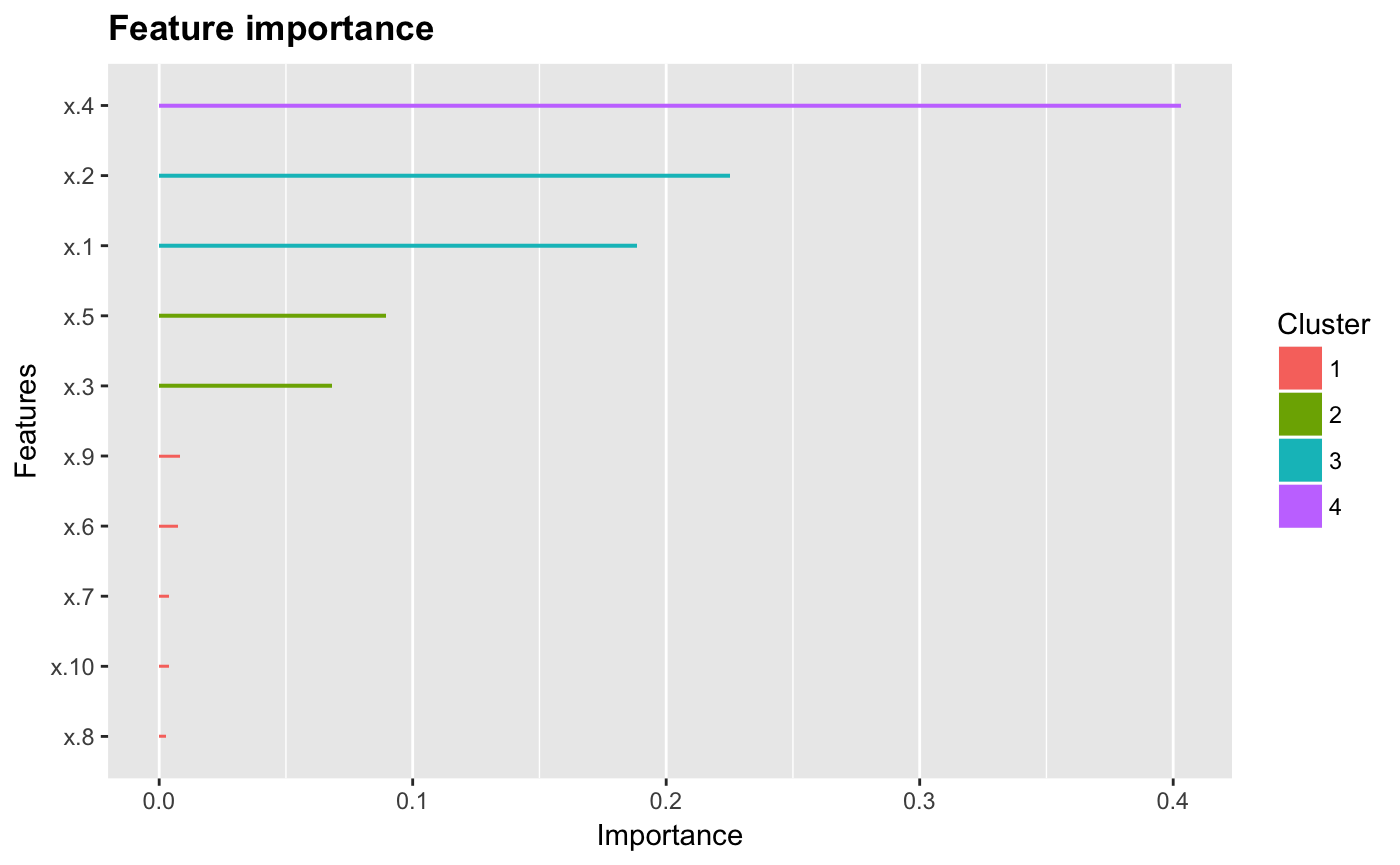 Feature importance
x.4
x.2
x.1
x.5
x.3
x.9
x.6
x.7
x.10
x.8
Features
0.0 0.1 0.2 0.3 0.4
Importance
Cluster
1
2
3
4